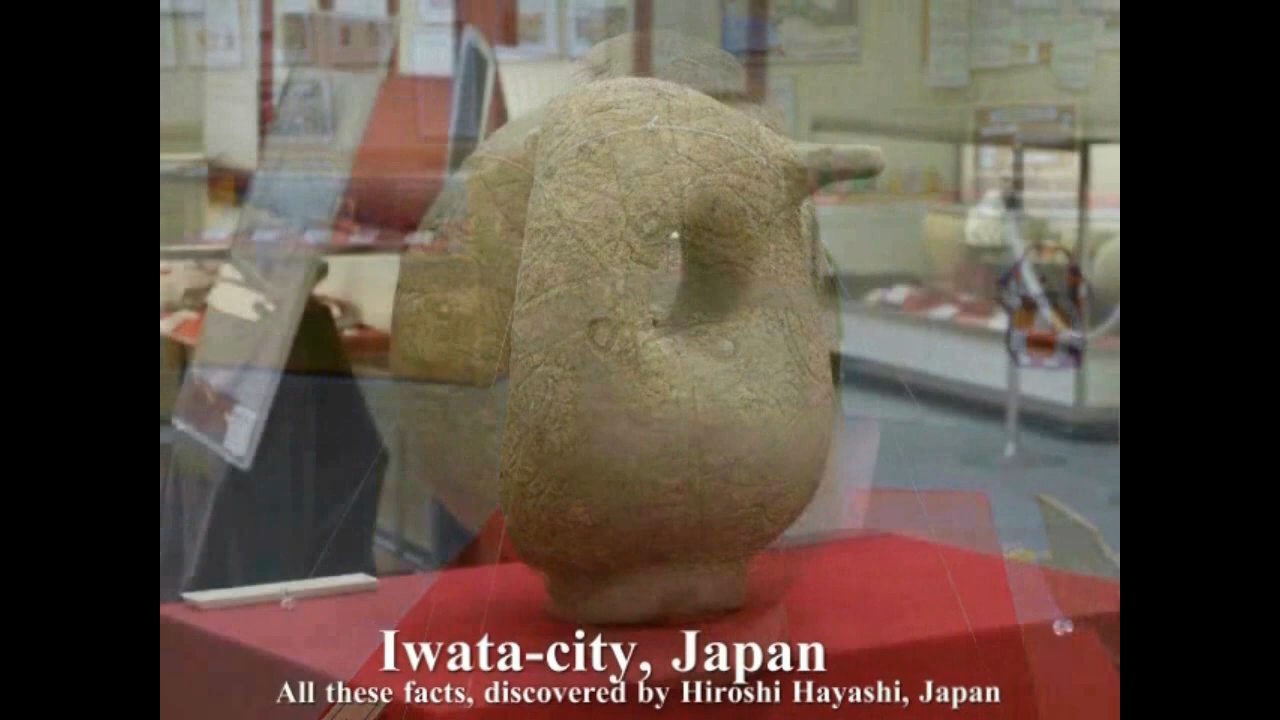 Iwata-city, Japan
All these facts, discovered by Hiroshi Hayashi, Japan